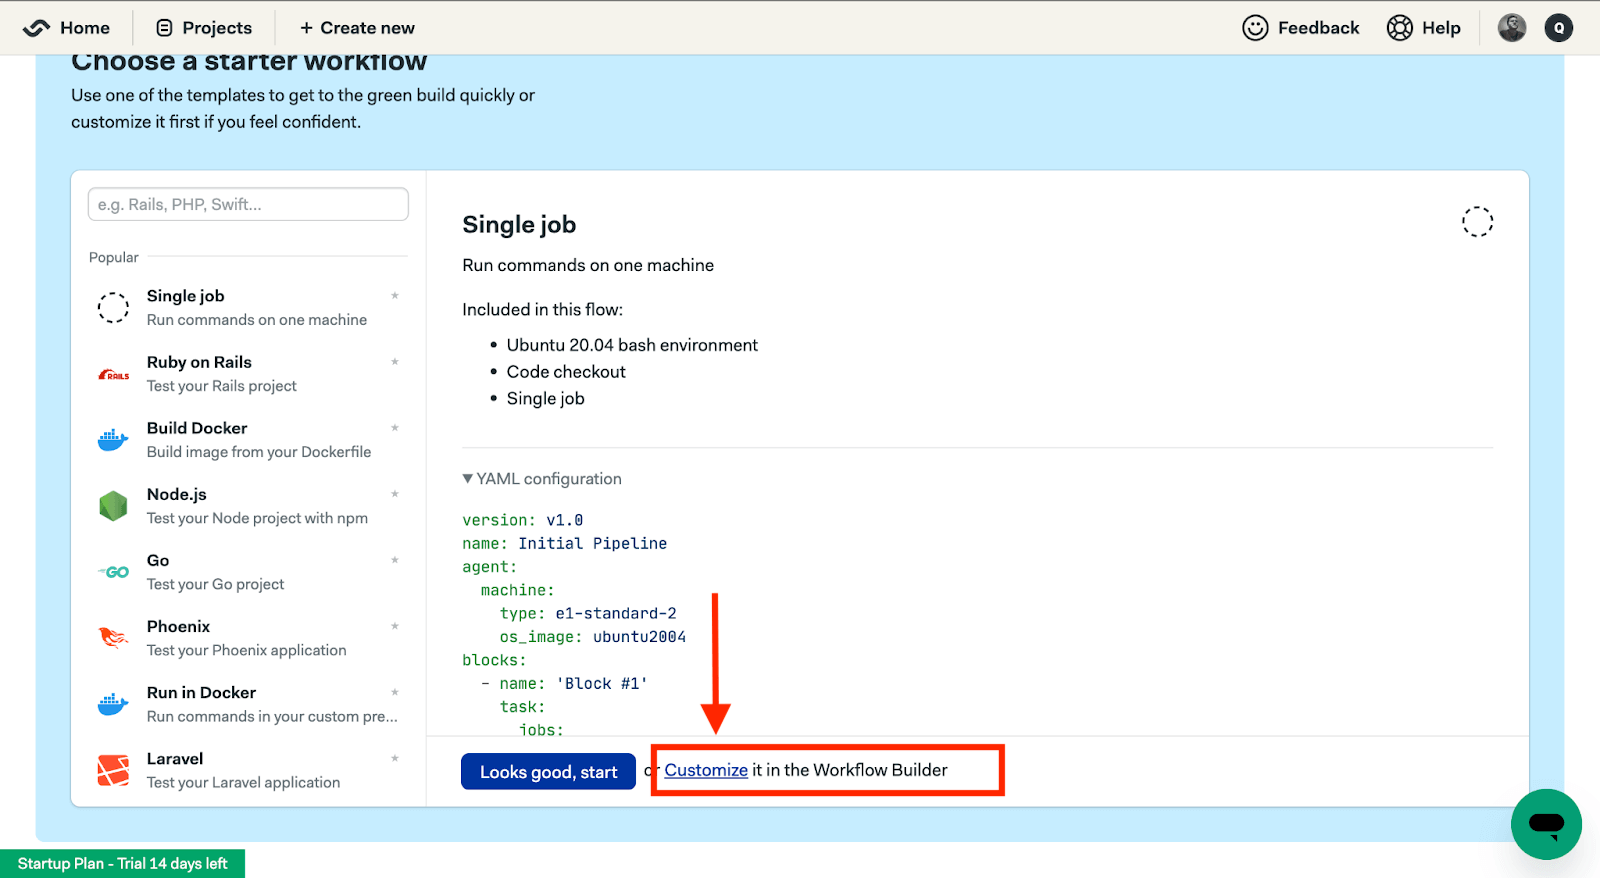 Home
Projects
+ Create new
Feedback
Help
Q
Choose a starter workflow
Use one of the templates to get to the green build quickly or
customize it first if you feel confident.
e.g. Rails, PHP, Swift...
Popular
Single job
Run commands on one machine
RAILS
Ruby on Rails
Test your Rails project
Build Docker
Build image from your Dockerfile
Node.js
Test your Node project with npm
GO
Go
Test your Go project
Phoenix
Test your Phoenix application
Run in Docker
Run commands in your custom pre...
Laravel
Test your Laravel application
Single job
Run commands on one machine
Included in this flow:
• Ubuntu 20.04 bash environment
• Code checkout
• Single job
▼ YAML configuration
version: v1.0
name: Initial Pipeline
agent:
machine:
type: e1-standard-2
os_image: ubuntu2004
blocks:
- name: 'Block #1'
task:
jobs:
Looks good, start
or Customize it in the Workflow Builder
Startup Plan - Trial 14 days left